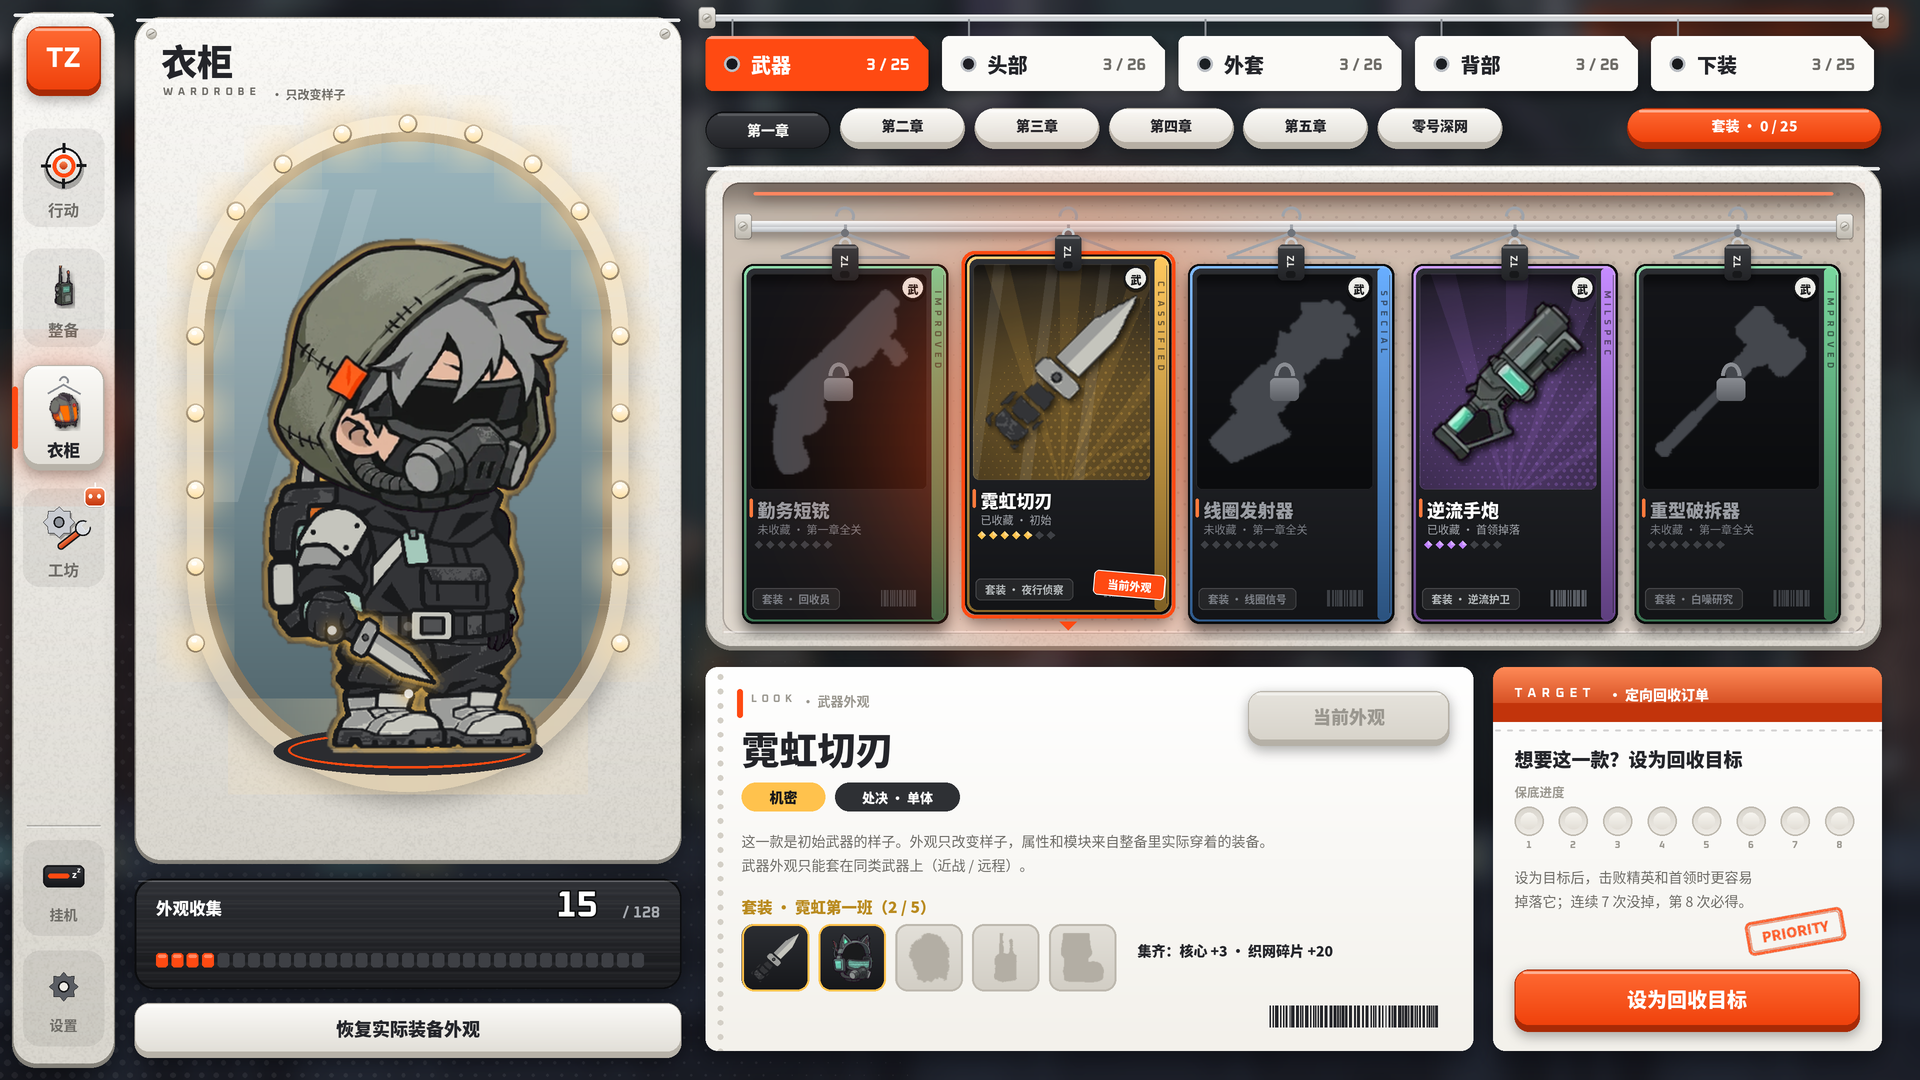 TZ
行动
整备
衣柜
工坊
挂机
设置
衣柜
WARDROBE • 只改变样子
外观收集 15 / 128
恢复实际装备外观
武器 3 / 25
头部 3 / 26
外套 3 / 26
背部 3 / 26
下装 3 / 25
第一章
第二章
第三章
第四章
第五章
零号深网
套装 • 0 / 25
TZ
武
IMPROVED
勤务短铳
未收藏 • 第一章全关
套装 • 回收员
TZ
武
CLASSIFIED
霓虹切刃
已收藏 • 初始
套装 • 夜行侦察
当前外观
TZ
武
SPECIAL
线圈发射器
未收藏 • 第一章全关
套装 • 线圈信号
TZ
武
MILSPEC
逆流手炮
已收藏 • 首领掉落
套装 • 逆流护卫
TZ
武
IMPROVED
重型破拆器
未收藏 • 第一章全关
套装 • 白噪研究
LOOK • 武器外观
当前外观
霓虹切刃
机密
处决 • 单体
这一款是初始武器的样子。外观只改变样子，属性和模块来自整备里实际穿着的装备。
武器外观只能套在同类武器上（近战 / 远程）。
套装 • 霓虹第一班（2 / 5）
集齐：核心 +3 • 织网碎片 +20
TARGET • 定向回收订单
想要这一款？设为回收目标
保底进度
1 2 3 4 5 6 7 8
设为目标后，击败精英和首领时更容易
掉落它；连续 7 次没掉，第 8 次必得。
PRIORITY
设为回收目标